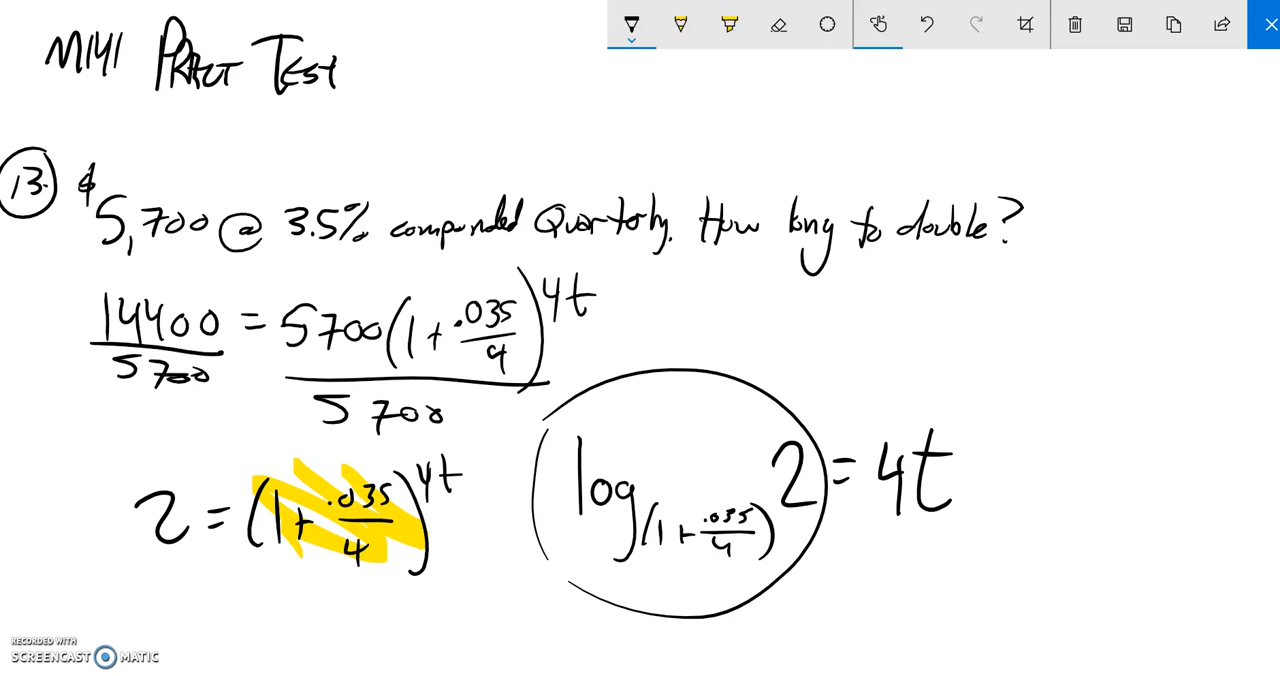 M141 PRACT TEST
13. $5,700 @ 3.5% compounded Quarterly. How long to double?
14400/5700 = 5700(1+.035/4)^4t/5700
2 = (1+.035/4)^4t
log(1+.035/4) 2 = 4t
RECORDED WITH
SCREENCAST MATIC